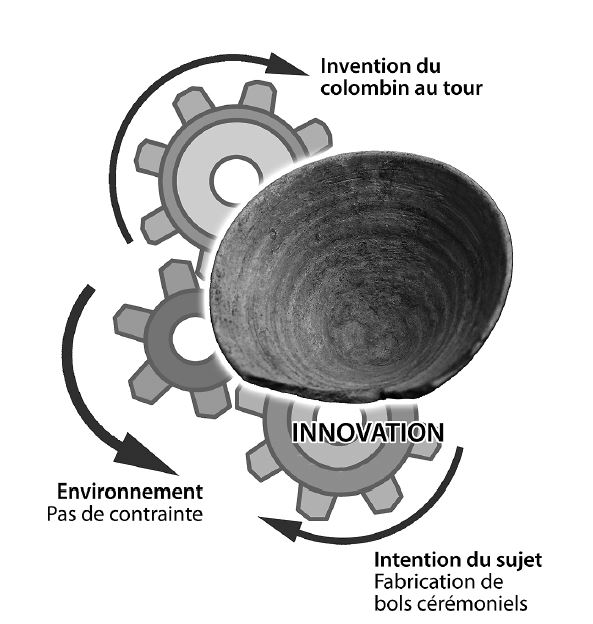 Invention du
colombin au tour
INNOVATION
Environnement
Pas de contrainte
Intention du sujet
Fabrication de
bols cérémoniels